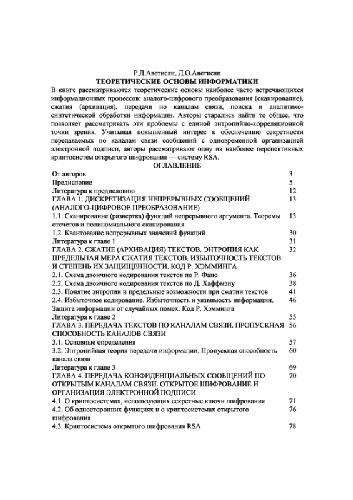 Р.Д.Аветисян, Д.О.Аветисян
ТЕОРЕТИЧЕСКИЕ ОСНОВЫ ИНФОРМАТИКИ
В книге рассматриваются теоретические основы наиболее часто встречающихся
информационных процессов: аналого-цифрового преобразования (сканирование),
сжатия (архивация), передачи по каналам связи, поиска и аналитико-
синтетической обработки информации. Авторы старались найти то общее, что
позволяет рассматривать эти проблемы с единой энтропийно-корреляционной
точки зрения. Учитывая повышенный интерес к обеспечению секретности
передаваемых по каналам связи сообщений с одновременной организацией
электронной подписи, авторы рассматривают одну из наиболее перспективных
криптосистем открытого шифрования — систему RSA.
ОГЛАВЛЕНИЕ
От авторов 3
Предисловие 5
Литература к предисловию 12
ГЛАВА 1. ДИСКРЕТИЗАЦИЯ НЕПРЕРЫВНЫХ СООБЩЕНИЙ 13
(АНАЛОГО-ЦИФРОВОЕ ПРЕОБРАЗОВАНИЕ)
1.1. Сканирование (развертка) функций непрерывного аргумента. Теоремы 13
отсчетов и полиномиального сканирования
1.2. Квантование непрерывных значений функций 30
Литература к главе 1 31
ГЛАВА 2. СЖАТИЕ (АРХИВАЦИЯ) ТЕКСТОВ. ЭНТРОПИЯ КАК 32
ПРЕДЕЛЬНАЯ МЕРА СЖАТИЯ ТЕКСТОВ. ИЗБЫТОЧНОСТЬ ТЕКСТОВ
И СТЕПЕНЬ ИХ ЗАЩИЩЕННОСТИ. КОД Р. ХЭММИНГА
2.1. Схема двоичного кодирования текстов по Р. Фано 36
2.2. Схема двоичного кодирования текстов по Д. Хаффмэну 38
2.3. Понятие энтропии и предельные возможности при сжатии текстов 41
2.4. Избыточное кодирование. Избыточность и уязвимость информации. 46
Защита информации от случайных помех. Код Р. Хэмминга
Литература к главе 2 55
ГЛАВА 3. ПЕРЕДАЧА ТЕКСТОВ ПО КАНАЛАМ СВЯЗИ. ПРОПУСКНАЯ 56
СПОСОБНОСТЬ КАНАЛОВ СВЯЗИ
3.1. Основные определения 57
3.2. Энтропийная теория передачи информации. Пропускная способность 60
канала связи
Литература к главе 3 69
ГЛАВА 4. ПЕРЕДАЧА КОНФИДЕНЦИАЛЬНЫХ СООБЩЕНИЙ ПО 70
ОТКРЫТЫМ КАНАЛАМ СВЯЗИ. ОТКРЫТОЕ ШИФРОВАНИЕ И
ОРГАНИЗАЦИЯ ЭЛЕКТРОННОЙ ПОДПИСИ
4.1. О криптосистемах, использующих секретные ключи шифрования 71
4.2. Об односторонних функциях и о криптосистемах открытого 76
шифрования
4.3. Криптосистема открытого шифрования RSA 78